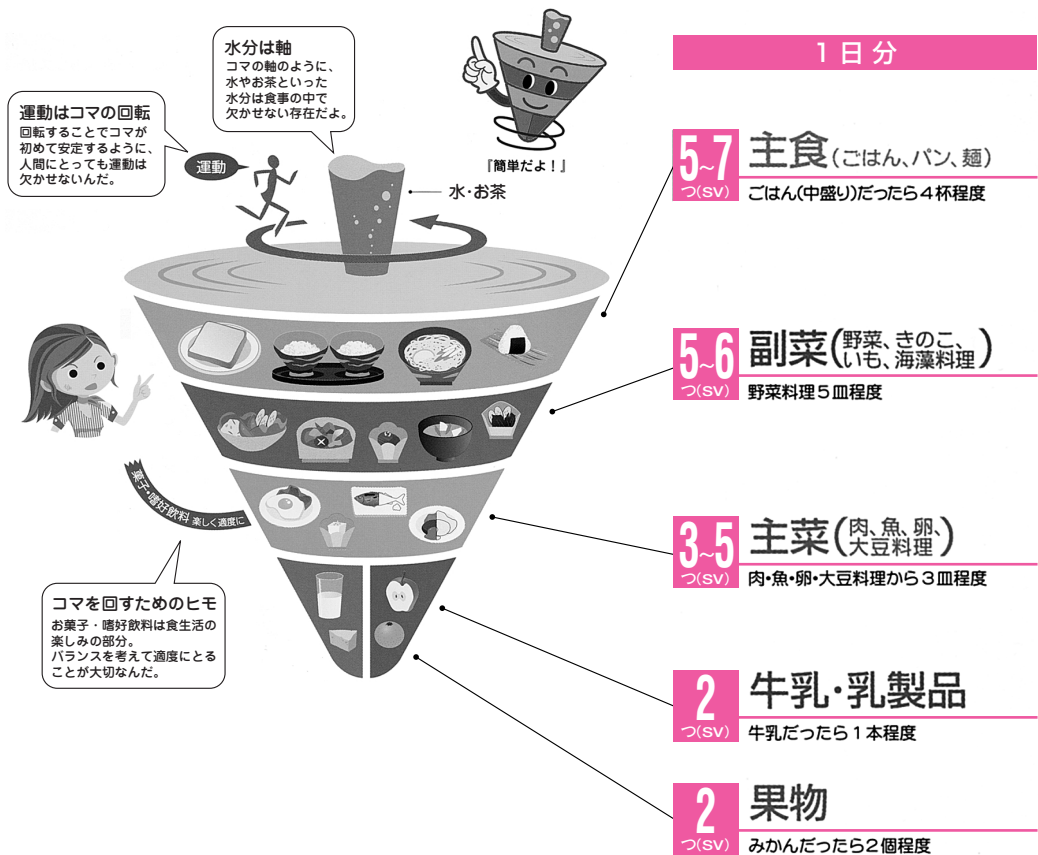 水分は軸
コマの軸のように、
水やお茶といった
水分は食事の中で
欠かせない存在だよ。
運動はコマの回転
回転することでコマが
初めて安定するように、
人間にとっても運動は
欠かせないんだ。
運動
『簡単だよ！』
水・お茶
菓子・嗜好飲料 楽しく適度に
コマを回すためのヒモ
お菓子・嗜好飲料は食生活の
楽しみの部分。
バランスを考えて適度にとる
ことが大切なんだ。
1日分
5~7
つ(SV)
主食(ごはん、パン、麺)
ごはん(中盛り)だったら4杯程度
5~6
つ(SV)
副菜(野菜、きのこ、
いも、海藻料理)
野菜料理5皿程度
3~5
つ(SV)
主菜(肉、魚、卵、
大豆料理)
肉・魚・卵・大豆料理から3皿程度
2
つ(SV)
牛乳・乳製品
牛乳だったら1本程度
2
つ(SV)
果物
みかんだったら2個程度